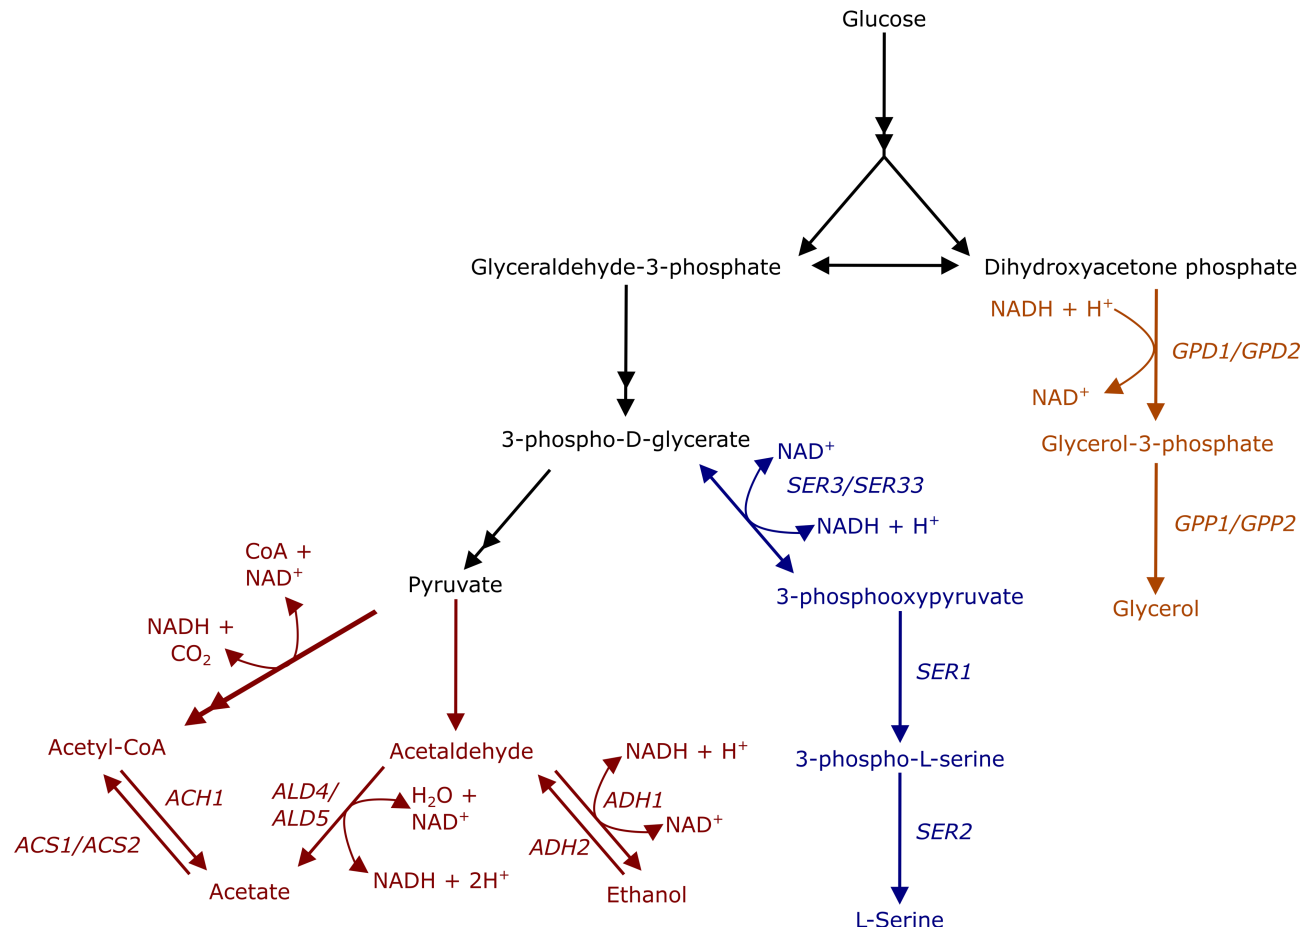 Glucose
Glyceraldehyde-3-phosphate
Dihydroxyacetone phosphate
NADH + H⁺
GPD1/GPD2
NAD⁺
3-phospho-D-glycerate
Glycerol-3-phosphate
NAD⁺
SER3/SER33
NADH + H⁺
GPP1/GPP2
CoA +
NAD⁺
Pyruvate
3-phosphooxypyruvate
Glycerol
NADH +
CO₂
SER1
Acetyl-CoA
Acetaldehyde
NADH + H⁺
3-phospho-L-serine
ACH1
ALD4/
ALD5
H₂O +
NAD⁺
ADH1
NAD⁺
SER2
ACS1/ACS2
ADH2
NADH + 2H⁺
Acetate
Ethanol
L-Serine